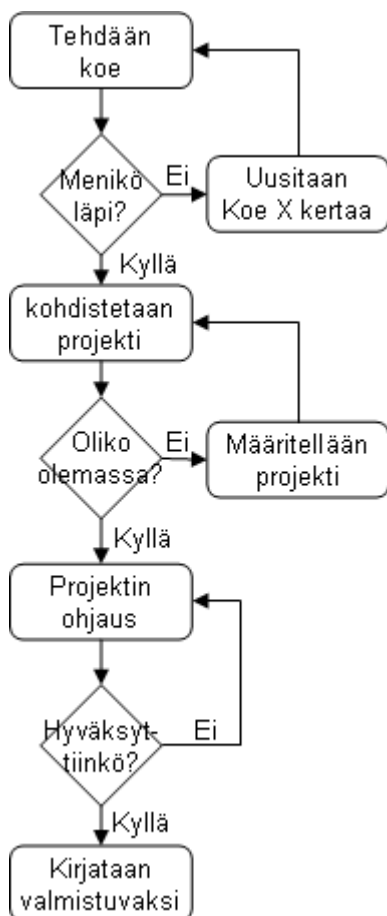 Tehdään
koe
Menikö
läpi?
Ei
Uusitaan
Koe X kertaa
Kyllä
kohdistetaan
projekti
Oliko
olemassa?
Ei
Määritellään
projekti
Kyllä
Projektin
ohjaus
Hyväksyt-
tiinkö?
Ei
Kyllä
Kirjataan
valmistuvaksi